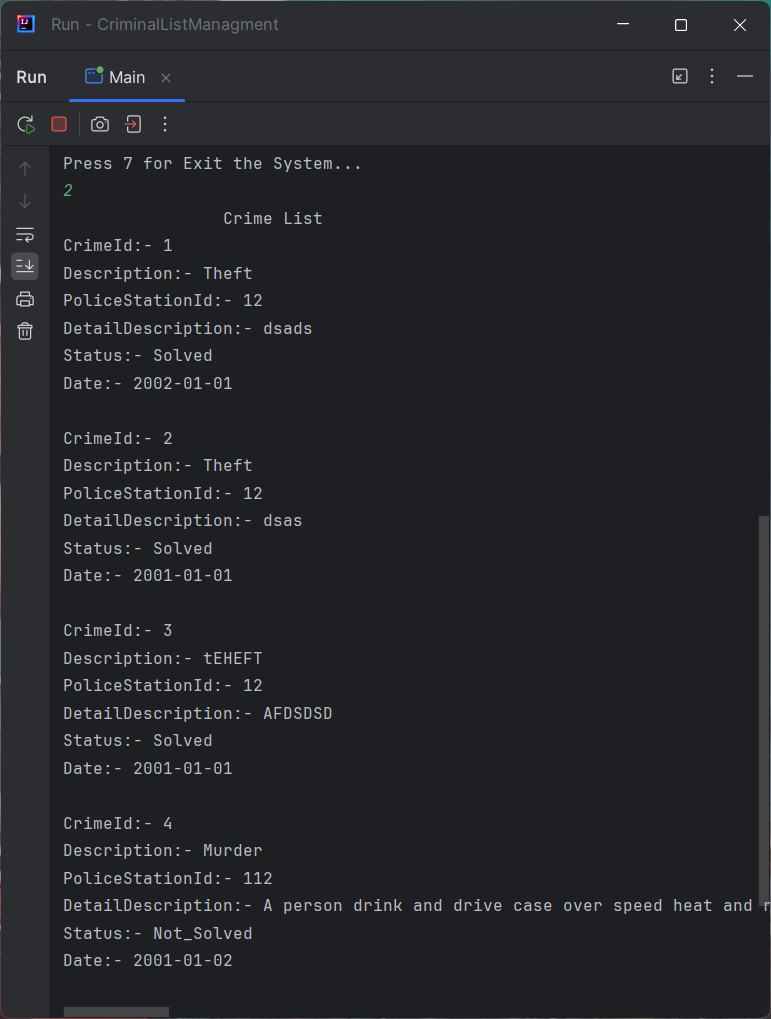 Run - CriminalListManagment
Run
Main
Press 7 for Exit the System...
2
Crime List
CrimeId:- 1
Description:- Theft
PoliceStationId:- 12
DetailDescription:- dsads
Status:- Solved
Date:- 2002-01-01
CrimeId:- 2
Description:- Theft
PoliceStationId:- 12
DetailDescription:- dsas
Status:- Solved
Date:- 2001-01-01
CrimeId:- 3
Description:- tEHEFT
PoliceStationId:- 12
DetailDescription:- AFDSDSD
Status:- Solved
Date:- 2001-01-01
CrimeId:- 4
Description:- Murder
PoliceStationId:- 112
DetailDescription:- A person drink and drive case over speed heat and
Status:- Not_Solved
Date:- 2001-01-02